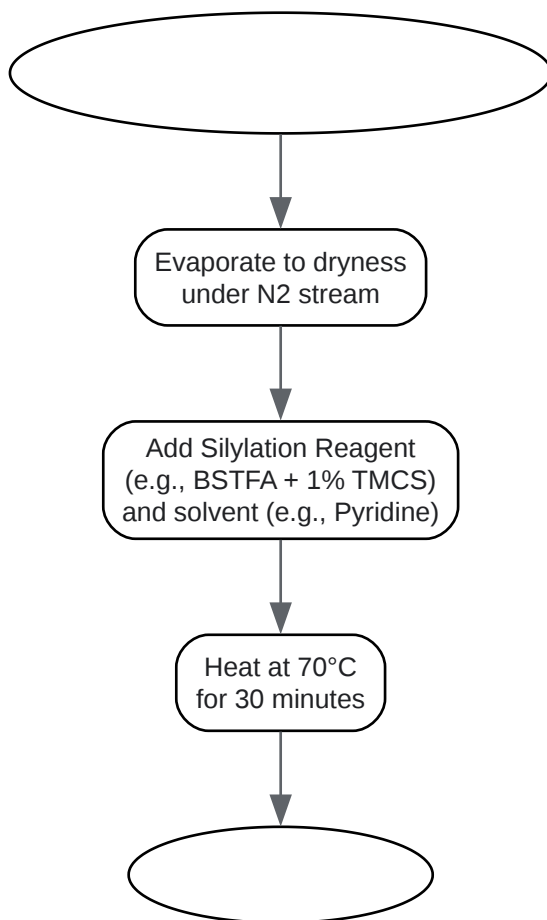 Evaporate to dryness
under N2 stream
Add Silylation Reagent
(e.g., BSTFA + 1% TMCS)
and solvent (e.g., Pyridine)
Heat at 70°C
for 30 minutes